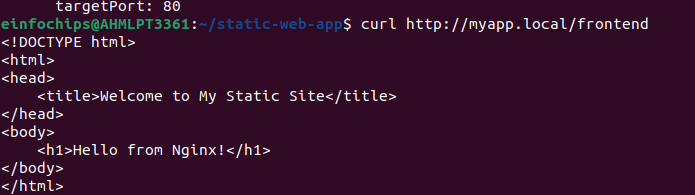 targetPort: 80
einfochips@AHMLPT3361:~/static-web-app$ curl http://myapp.local/frontend
<!DOCTYPE html>
<html>
<head>
    <title>Welcome to My Static Site</title>
</head>
<body>
    <h1>Hello from Nginx!</h1>
</body>
</html>